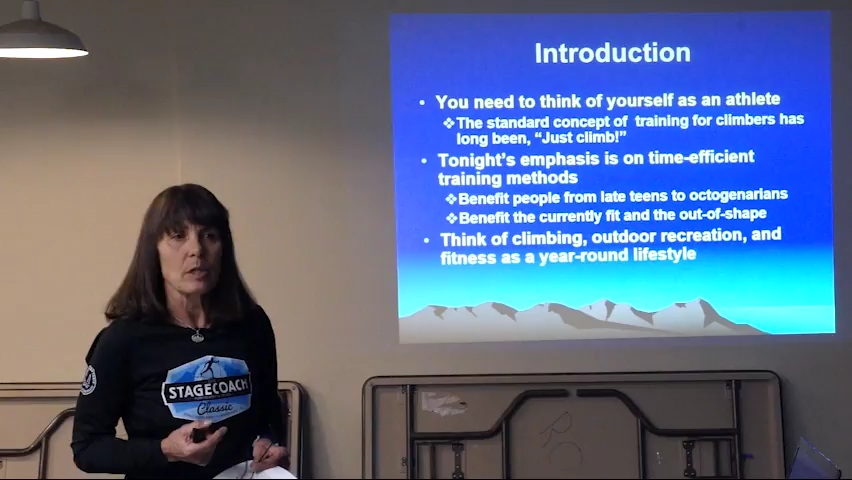 Introduction
• You need to think of yourself as an athlete
❖The standard concept of training for climbers has
long been, “Just climb!”
• Tonight’s emphasis is on time-efficient
training methods
❖Benefit people from late teens to octogenarians
❖Benefit the currently fit and the out-of-shape
• Think of climbing, outdoor recreation, and
fitness as a year-round lifestyle
STAGECOACH
Classic